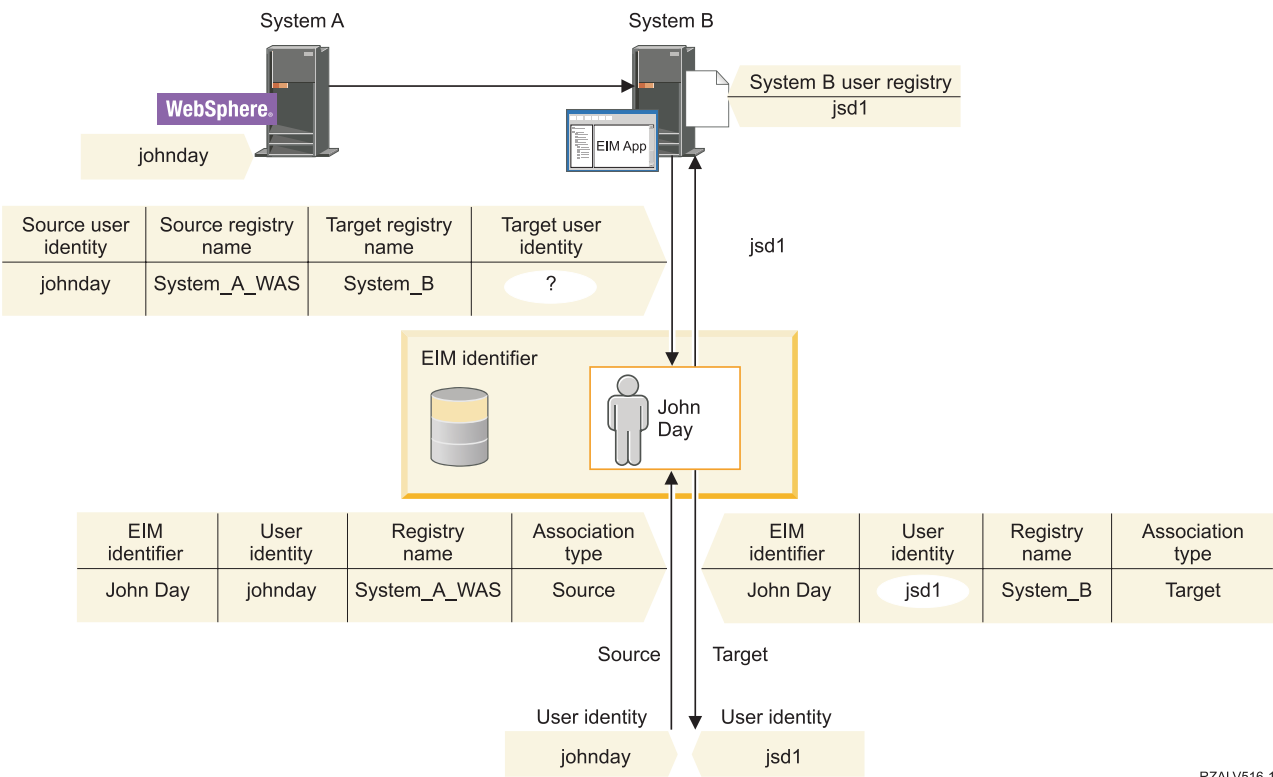 System A
System B
WebSphere®
johnday
EIM App
System B user registry
jsd1
Source user identity
Source registry name
Target registry name
Target user identity
johnday
System_A_WAS
System_B
?
jsd1
EIM identifier
John
Day
EIM identifier
User identity
Registry name
Association type
John Day
johnday
System_A_WAS
Source
EIM identifier
User identity
Registry name
Association type
John Day
jsd1
System_B
Target
Source
Target
User identity
User identity
johnday
jsd1
RZALV516-1